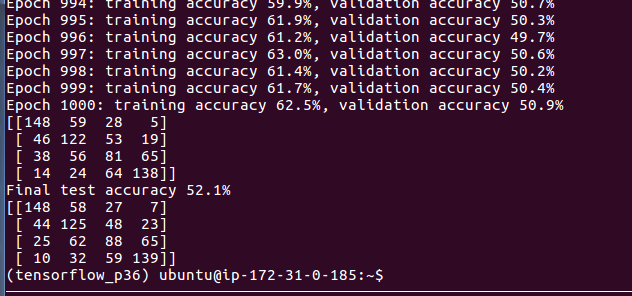 Epoch 994: training accuracy 59.9%, validation accuracy 50.7%
Epoch 995: training accuracy 61.9%, validation accuracy 50.3%
Epoch 996: training accuracy 61.2%, validation accuracy 49.7%
Epoch 997: training accuracy 63.0%, validation accuracy 50.6%
Epoch 998: training accuracy 61.4%, validation accuracy 50.2%
Epoch 999: training accuracy 61.7%, validation accuracy 50.4%
Epoch 1000: training accuracy 62.5%, validation accuracy 50.9%
[[148  59  28   5]
 [ 46 122  53  19]
 [ 38  56  81  65]
 [ 14  24  64 138]]
Final test accuracy 52.1%
[[148  58  27   7]
 [ 44 125  48  23]
 [ 25  62  88  65]
 [ 10  32  59 139]]
(tensorflow_p36) ubuntu@ip-172-31-0-185:~$